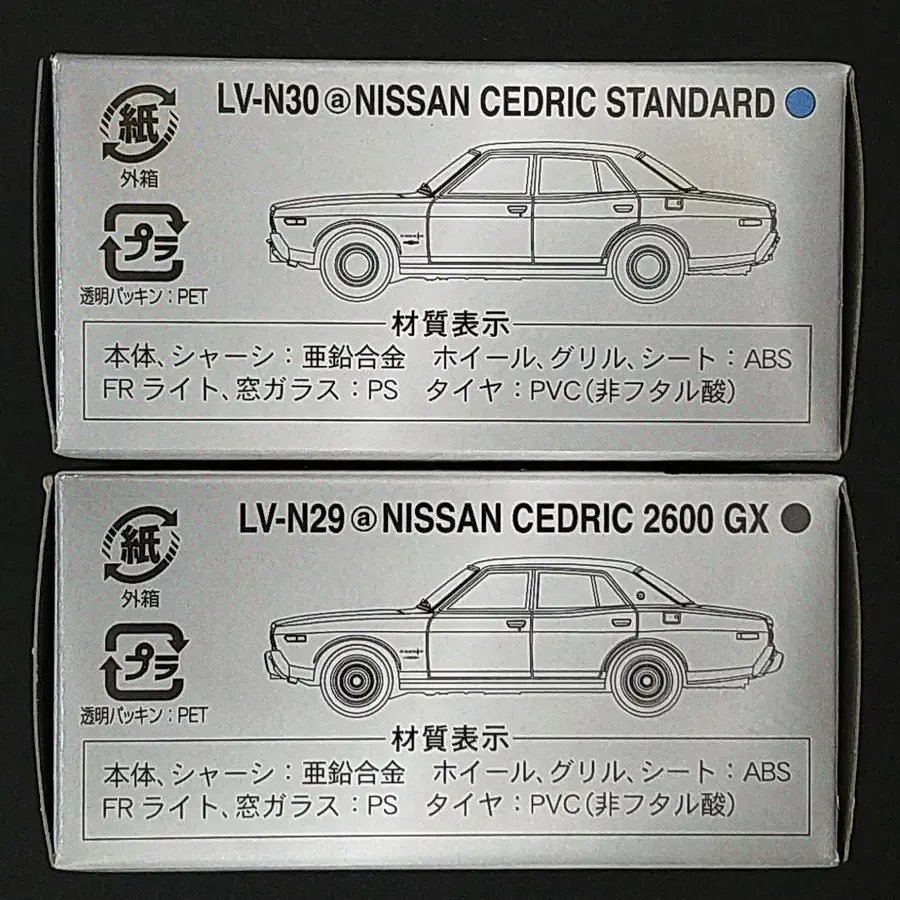 LV-N30 ⓐ NISSAN CEDRIC STANDARD
紙
外箱
プラ
透明パッキン：PET
材質表示
本体、シャーシ：亜鉛合金　ホイール、グリル、シート：ABS
FR ライト、窓ガラス：PS　タイヤ：PVC（非フタル酸）
LV-N29 ⓐ NISSAN CEDRIC 2600 GX
紙
外箱
プラ
透明パッキン：PET
材質表示
本体、シャーシ：亜鉛合金　ホイール、グリル、シート：ABS
FR ライト、窓ガラス：PS　タイヤ：PVC（非フタル酸）